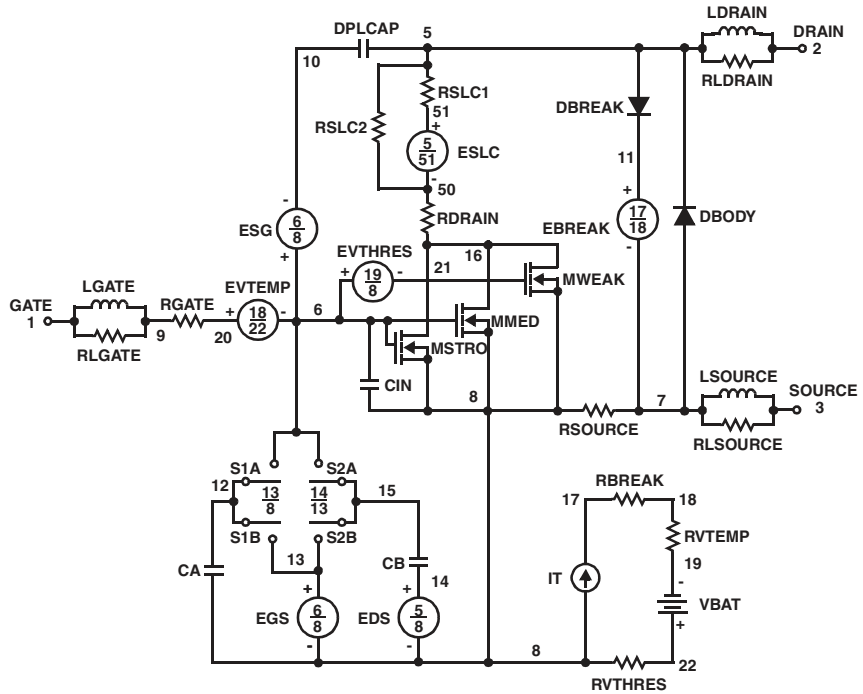 LDRAIN
DPLCAP 5 DRAIN
10 2
RLDRAIN
RSLC1
51
DBREAK
RSLC2
+
5
51
ESLC
11
-
50
-
+
RDRAIN
17
18
DBODY
6
8
ESG
EBREAK
EVTHRES
16
-
+
+ 19
8 - 21
MWEAK
LGATE
EVTEMP
GATE RGATE + 18
22 - 6
1
MMED
9 20
MSTRO
RLGATE
LSOURCE
CIN
8 7 SOURCE
3
RSOURCE
RLSOURCE
S1A S2A
12 13
8 14
13 15
RBREAK
17 18
S1B S2B
RVTEMP
13 CB
19
CA
14 IT
-
+ +
VBAT
EGS 6
8 EDS 5
8
+
- -
8
22
RVTHRES